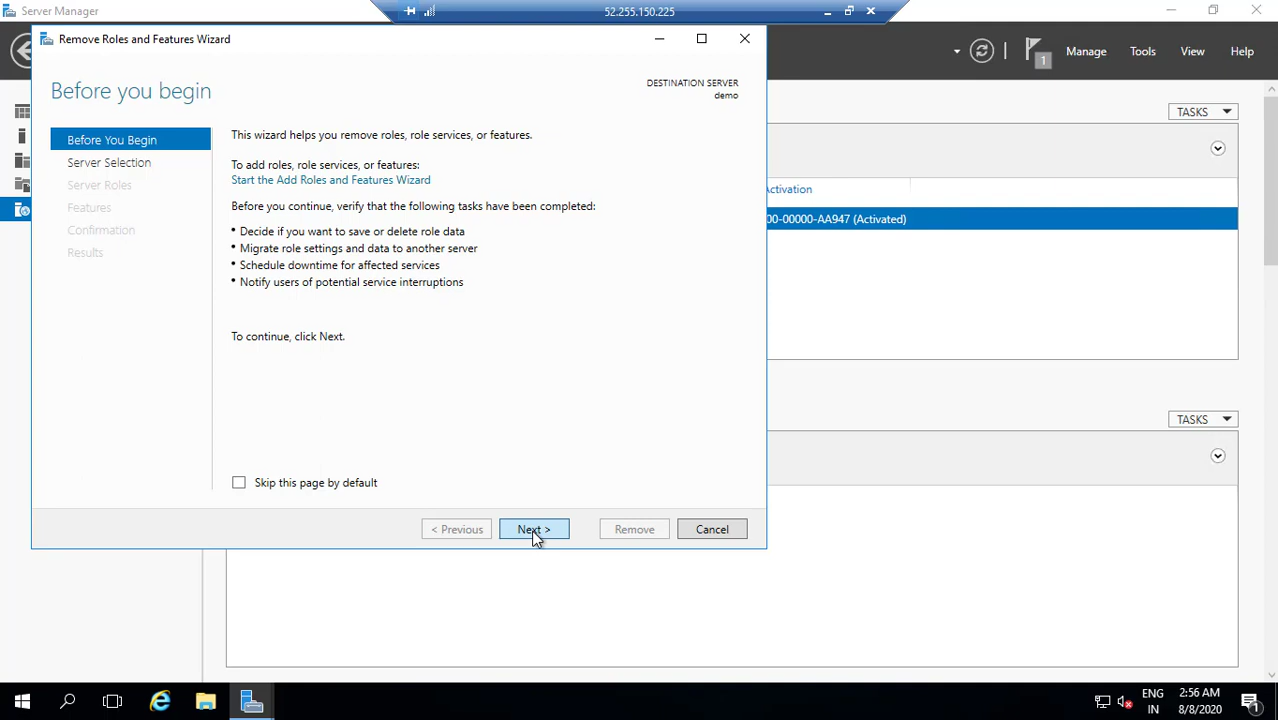 Server Manager
52.255.150.225
Remove Roles and Features Wizard
1
Manage
Tools
View
Help
Before you begin
DESTINATION SERVER
demo
TASKS
Before You Begin
Server Selection
Server Roles
Features
Confirmation
Results
This wizard helps you remove roles, role services, or features.
To add roles, role services, or features:
Start the Add Roles and Features Wizard
Before you continue, verify that the following tasks have been completed:
• Decide if you want to save or delete role data
• Migrate role settings and data to another server
• Schedule downtime for affected services
• Notify users of potential service interruptions
To continue, click Next.
Skip this page by default
< Previous
Next >
Remove
Cancel
Activation
00-00000-AA947 (Activated)
TASKS
ENG
IN
2:56 AM
8/8/2020
1